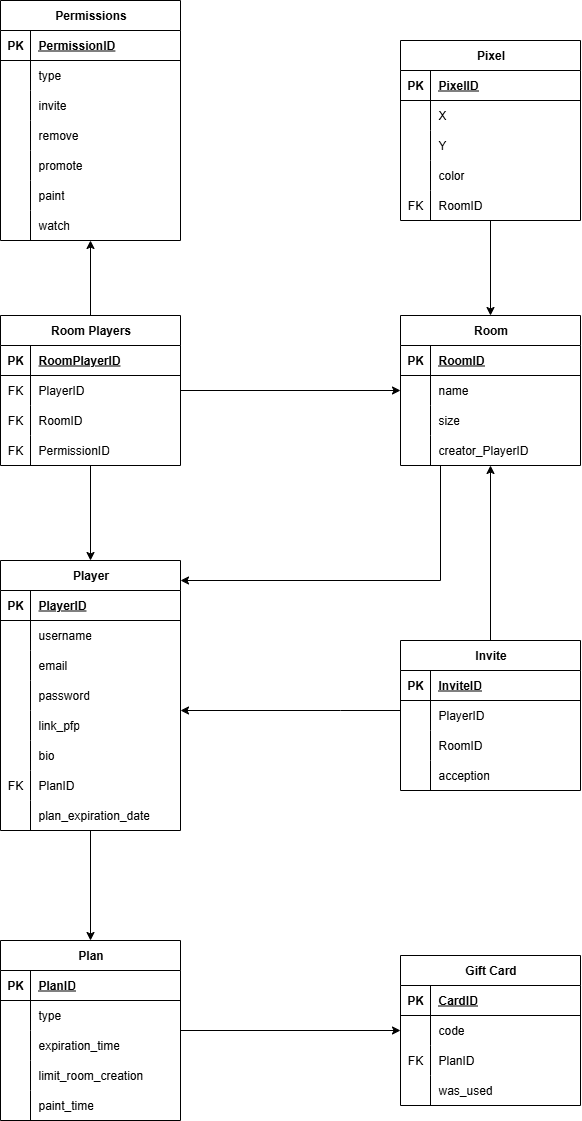 Permissions
PK PermissionID
type
invite
remove
promote
paint
watch
Pixel
PK PixelID
X
Y
color
FK RoomID
Room Players
PK RoomPlayerID
FK PlayerID
FK RoomID
FK PermissionID
Room
PK RoomID
name
size
creator_PlayerID
Player
PK PlayerID
username
email
password
link_pfp
bio
FK PlanID
plan_expiration_date
Invite
PK InviteID
PlayerID
RoomID
acception
Plan
PK PlanID
type
expiration_time
limit_room_creation
paint_time
Gift Card
PK CardID
code
FK PlanID
was_used